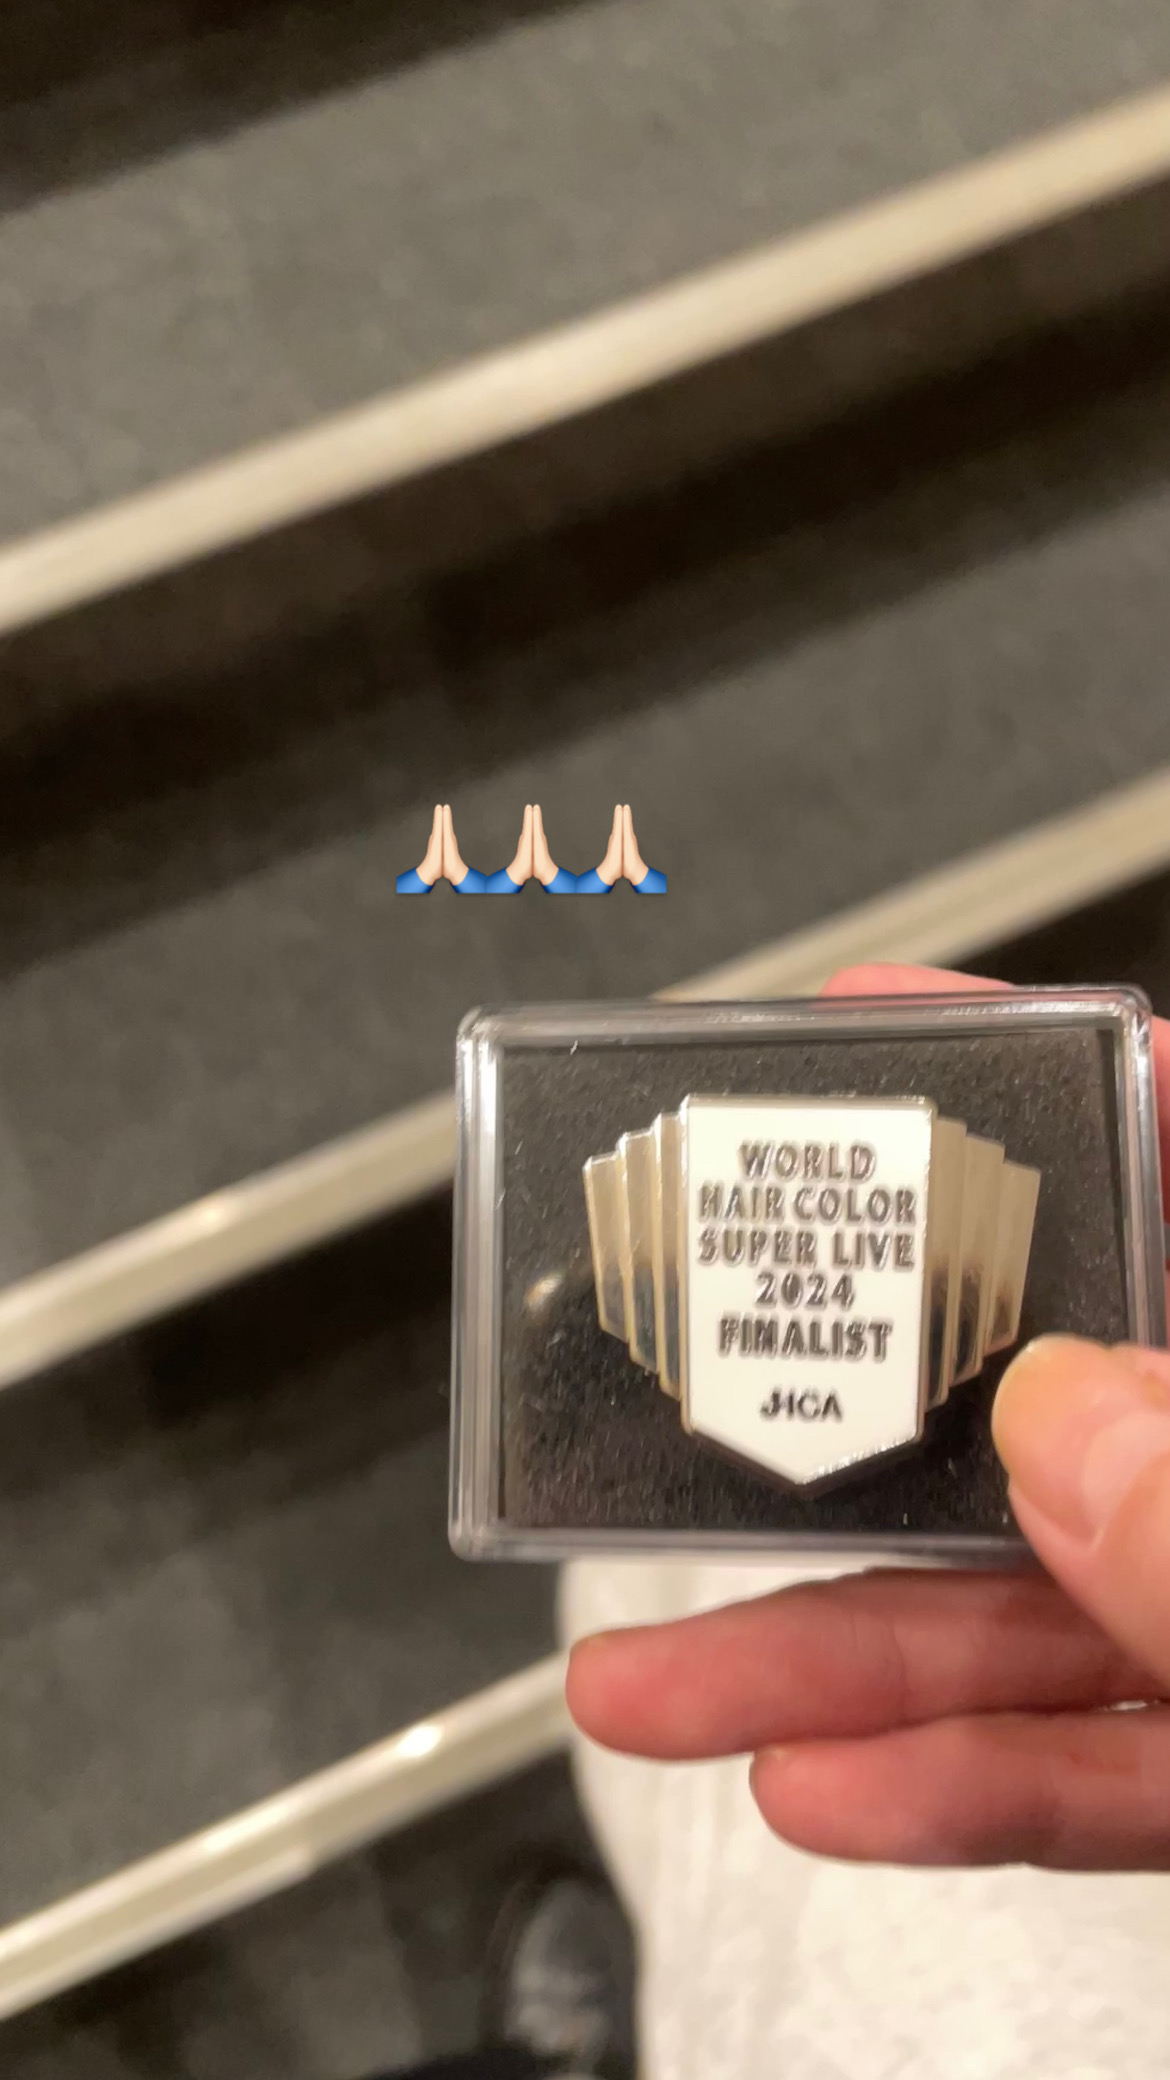 🙏🏻🙏🏻🙏🏻
WORLD
HAIR COLOR
SUPER LIVE
2024
FINALIST
JHCA